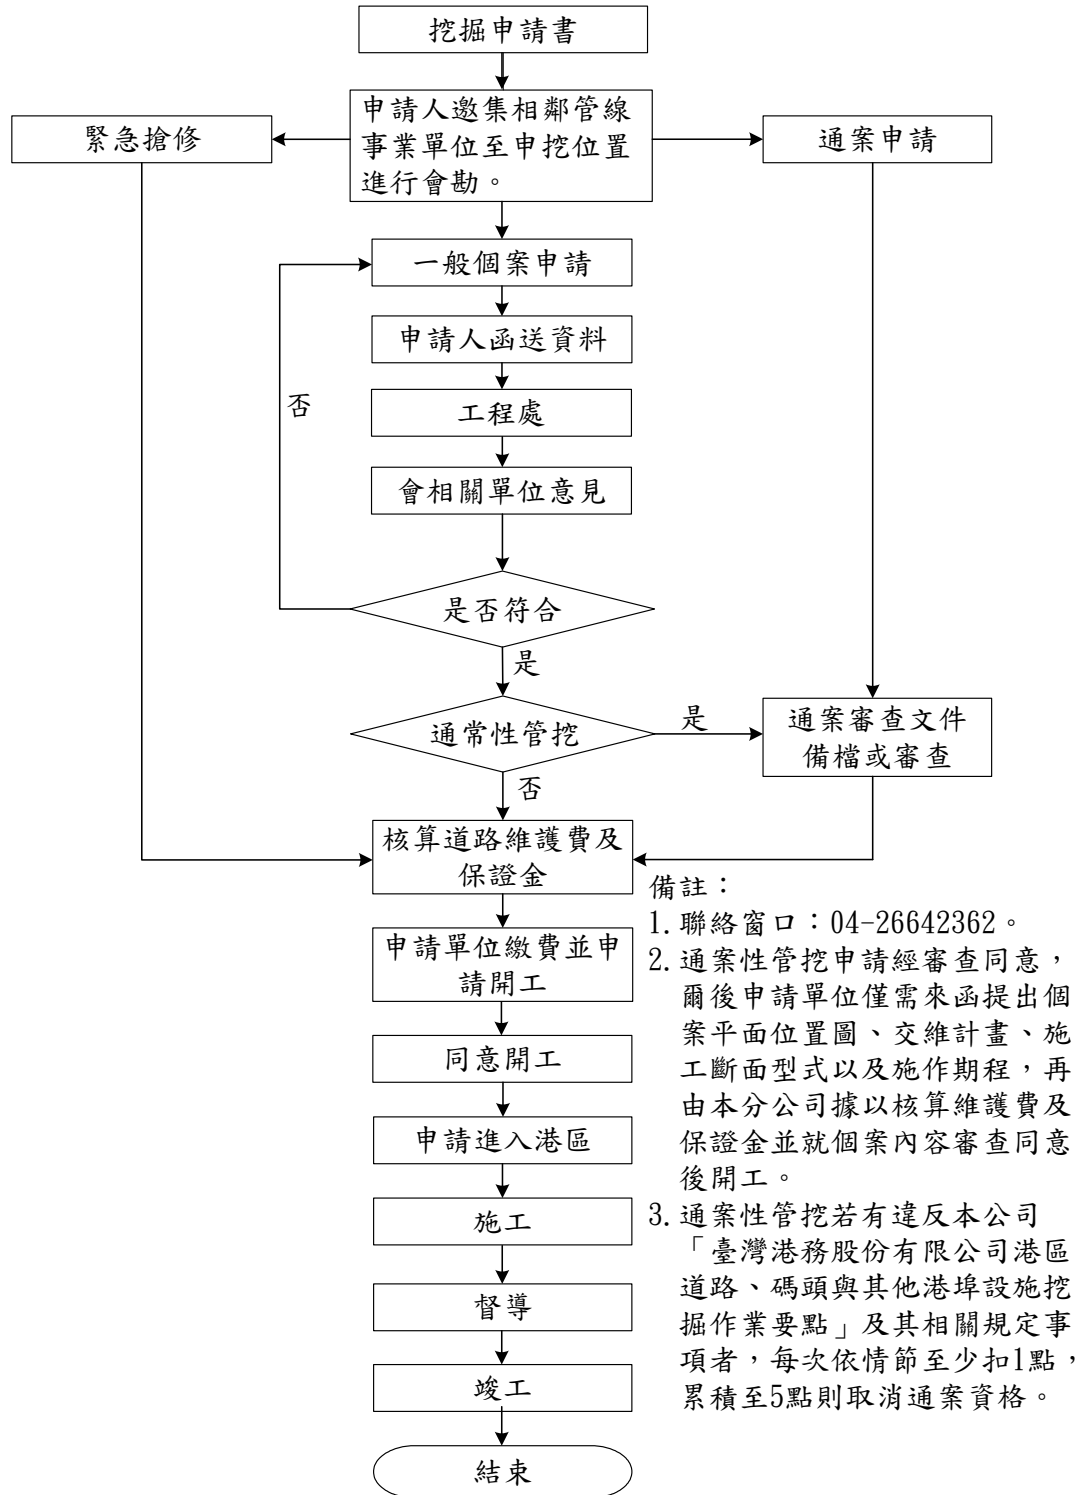 挖掘申請書
申請人邀集相鄰管線
事業單位至申挖位置
進行會勘。
緊急搶修
通案申請
一般個案申請
申請人函送資料
否
工程處
會相關單位意見
是否符合
是
通常性管挖
是
通案審查文件
備檔或審查
否
核算道路維護費及
保證金
申請單位繳費並申
請開工
同意開工
申請進入港區
施工
督導
竣工
結束
備註：
1.聯絡窗口：04-26642362。
2.通案性管挖申請經審查同意，
爾後申請單位僅需來函提出個
案平面位置圖、交維計畫、施
工斷面型式以及施作期程，再
由本分公司據以核算維護費及
保證金並就個案內容審查同意
後開工。
3.通案性管挖若有違反本公司
「臺灣港務股份有限公司港區
道路、碼頭與其他港埠設施挖
掘作業要點」及其相關規定事
項者，每次依情節至少扣1點，
累積至5點則取消通案資格。